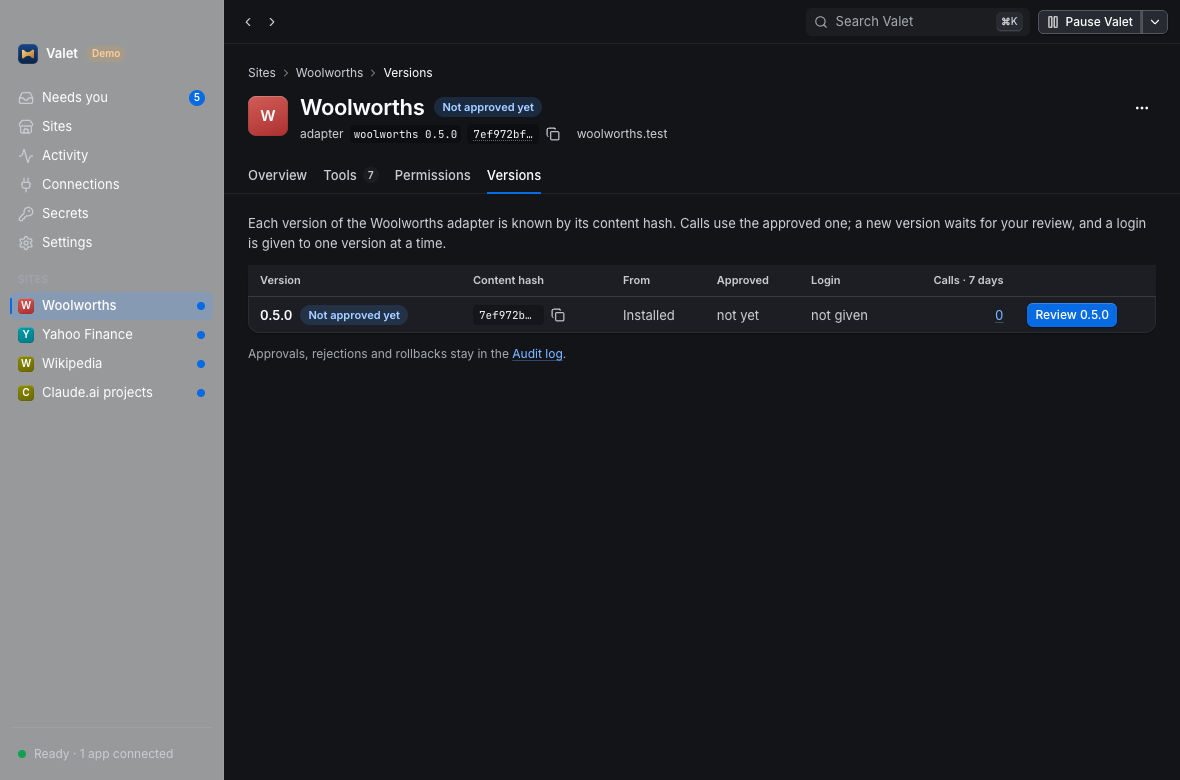 Valet Demo
Needs you 5
Sites
Activity
Connections
Secrets
Settings
SITES
W Woolworths
Y Yahoo Finance
W Wikipedia
C Claude.ai projects
Ready · 1 app connected
Search Valet ⌘K
Pause Valet
Sites Woolworths Versions
W
Woolworths Not approved yet
adapter woolworths 0.5.0 7ef972bf… woolworths.test
Overview Tools 7 Permissions Versions
Each version of the Woolworths adapter is known by its content hash. Calls use the approved one; a new version waits for your review, and a login
is given to one version at a time.
Version Content hash From Approved Login Calls · 7 days
0.5.0 Not approved yet 7ef972b… Installed not yet not given 0 Review 0.5.0
Approvals, rejections and rollbacks stay in the Audit log.